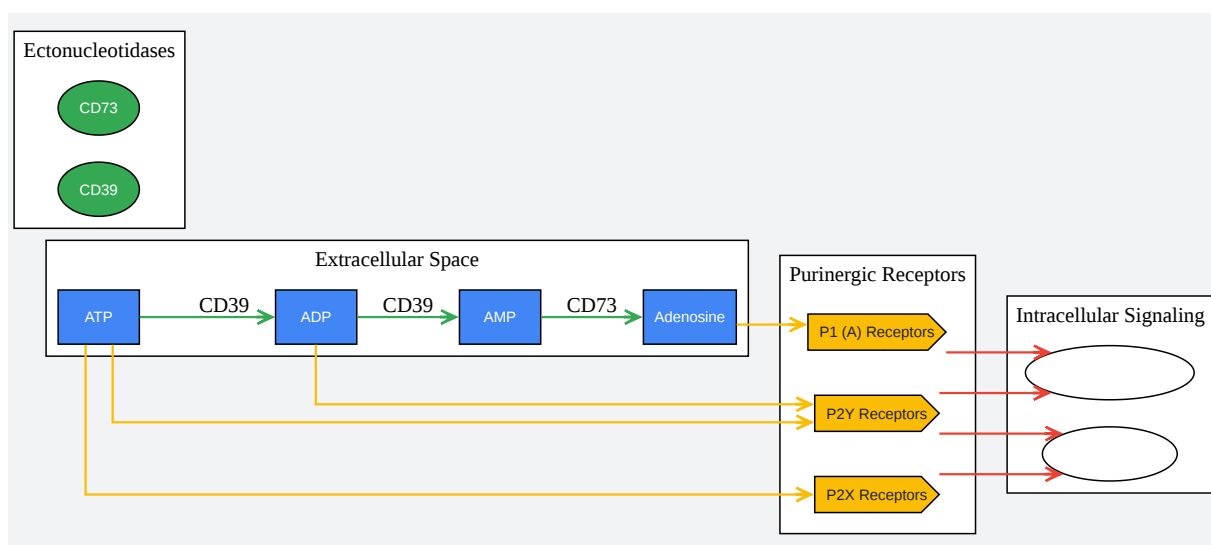 Ectonucleotidases
CD73
CD39
Extracellular Space
ATP
CD39
ADP
CD39
AMP
CD73
Adenosine
Purinergic Receptors
P1 (A) Receptors
P2Y Receptors
P2X Receptors
Intracellular Signaling